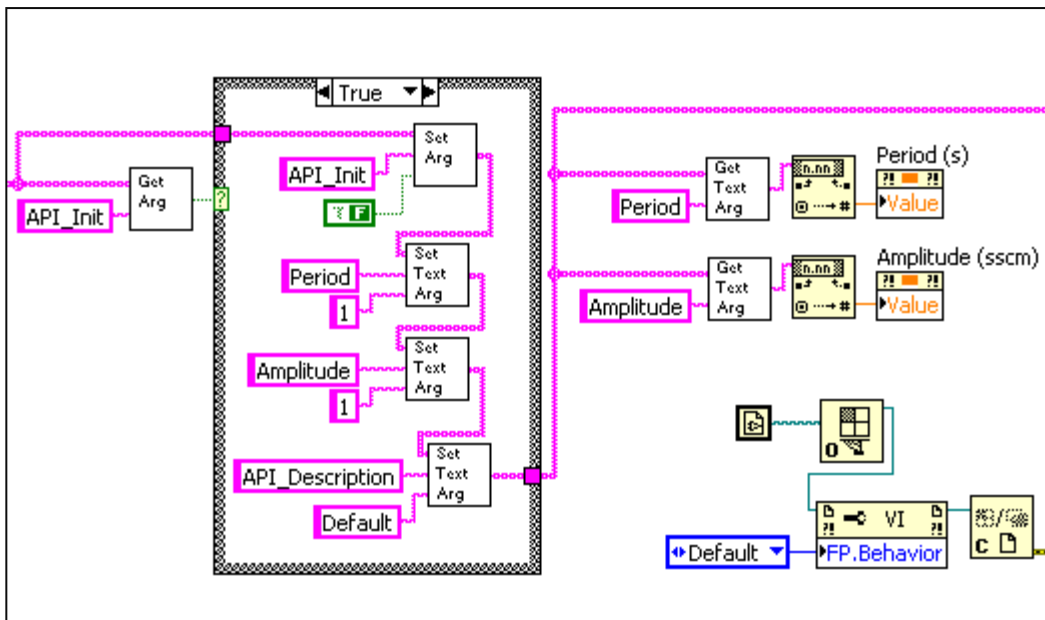 True
Get
Arg
API_Init
?
Set
Arg
API_Init
F
Set
Text
Arg
Period
1
Set
Text
Arg
Amplitude
1
Set
Text
Arg
API_Description
Default
Get
Text
Arg
Period
n.nn
#
Period (s)
?! ?!
Value
Get
Text
Arg
Amplitude
n.nn
#
Amplitude (sscm)
?! ?!
Value
O
?! VI ?!
FP.Behavior
Default
C